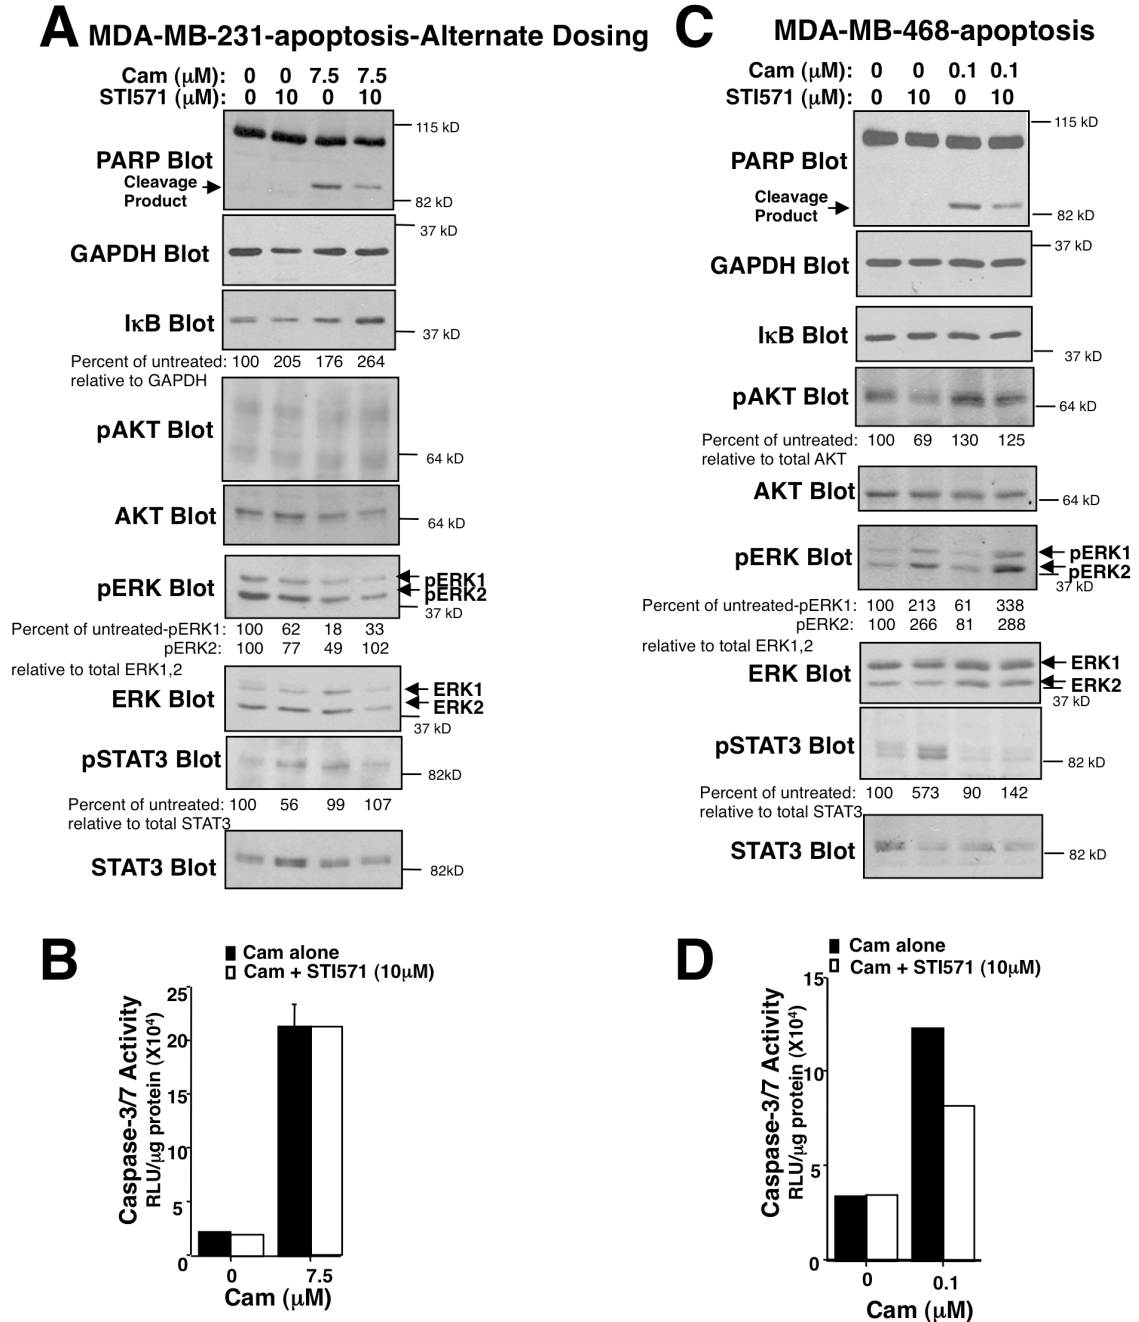 A MDA-MB-231-apoptosis-Alternate Dosing
Cam (µM): 0 0 7.5 7.5
STI571 (µM): 0 10 0 10
115 kD
PARP Blot
Cleavage
Product
82 kD
37 kD
GAPDH Blot
IκB Blot
37 kD
Percent of untreated: 100 205 176 264
relative to GAPDH
pAKT Blot
64 kD
AKT Blot
64 kD
pERK Blot
pERK1
pERK2
37 kD
Percent of untreated-pERK1: 100 62 18 33
pERK2: 100 77 49 102
relative to total ERK1,2
ERK Blot
ERK1
ERK2
37 kD
pSTAT3 Blot
82kD
Percent of untreated: 100 56 99 107
relative to total STAT3
STAT3 Blot
82kD
C MDA-MB-468-apoptosis
Cam (µM): 0 0 0.1 0.1
STI571 (µM): 0 10 0 10
115 kD
PARP Blot
Cleavage
Product
82 kD
37 kD
GAPDH Blot
IκB Blot
37 kD
pAKT Blot
64 kD
Percent of untreated: 100 69 130 125
relative to total AKT
AKT Blot
64 kD
pERK Blot
pERK1
pERK2
37 kD
Percent of untreated-pERK1: 100 213 61 338
pERK2: 100 266 81 288
relative to total ERK1,2
ERK Blot
ERK1
ERK2
37 kD
pSTAT3 Blot
82 kD
Percent of untreated: 100 573 90 142
relative to total STAT3
STAT3 Blot
82 kD
B
Cam alone
Cam + STI571 (10µM)
Caspase-3/7 Activity
RLU/µg protein (X10⁴)
25
20
15
10
5
0
0 7.5
Cam (µM)
D
Cam alone
Cam + STI571 (10µM)
Caspase-3/7 Activity
RLU/µg protein (X10⁴)
15
10
5
0
0 0.1
Cam (µM)